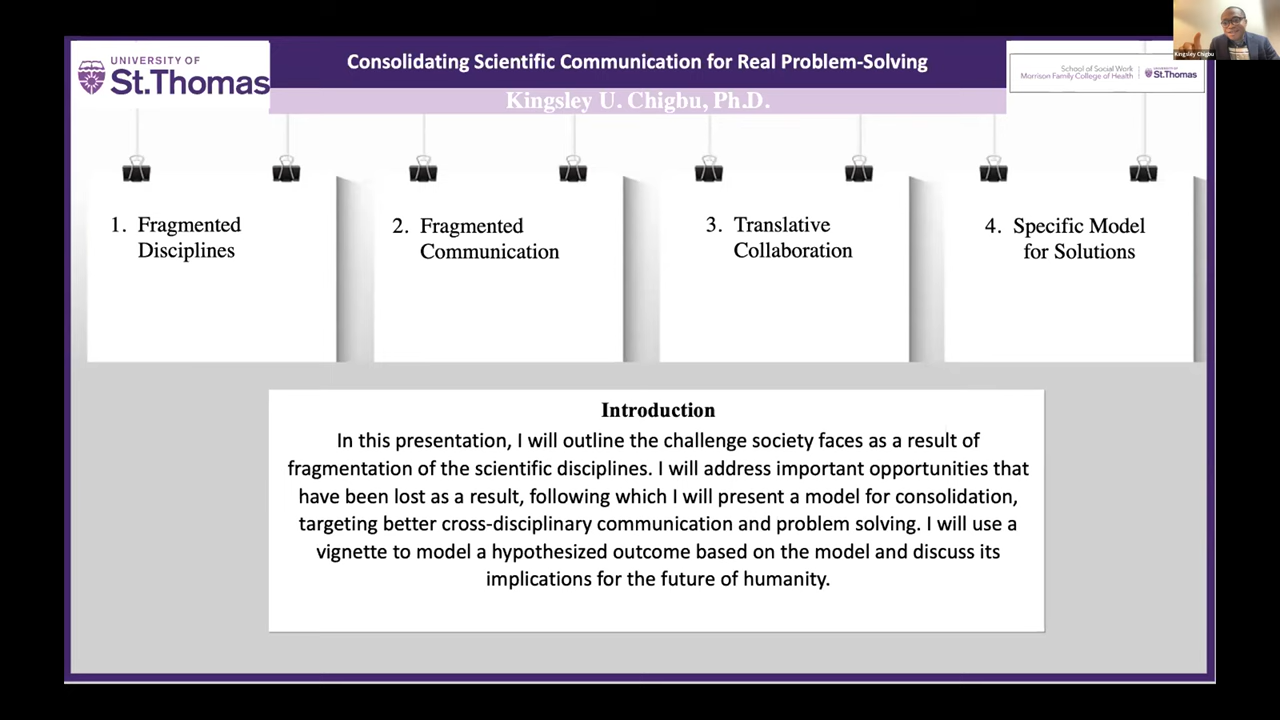 UNIVERSITY OF
St.Thomas
Consolidating Scientific Communication for Real Problem-Solving
Kingsley U. Chigbu, Ph.D.
School of Social Work
Morrison Family College of Health
UNIVERSITY OF
St.Thomas
Kingsley Chigbu
1. Fragmented
Disciplines
2. Fragmented
Communication
3. Translative
Collaboration
4. Specific Model
for Solutions
Introduction
In this presentation, I will outline the challenge society faces as a result of
fragmentation of the scientific disciplines. I will address important opportunities that
have been lost as a result, following which I will present a model for consolidation,
targeting better cross-disciplinary communication and problem solving. I will use a
vignette to model a hypothesized outcome based on the model and discuss its
implications for the future of humanity.